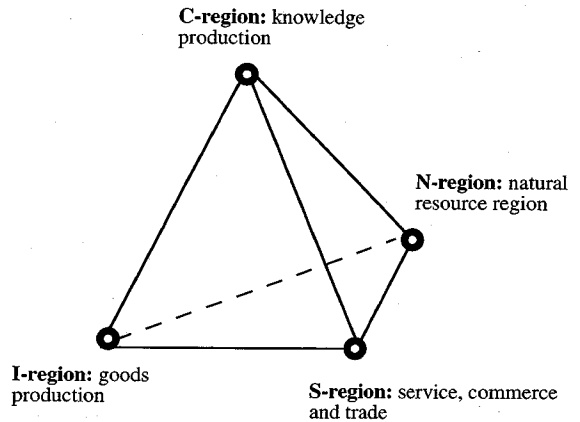 C-region: knowledge
production
N-region: natural
resource region
I-region: goods
production
S-region: service, commerce
and trade